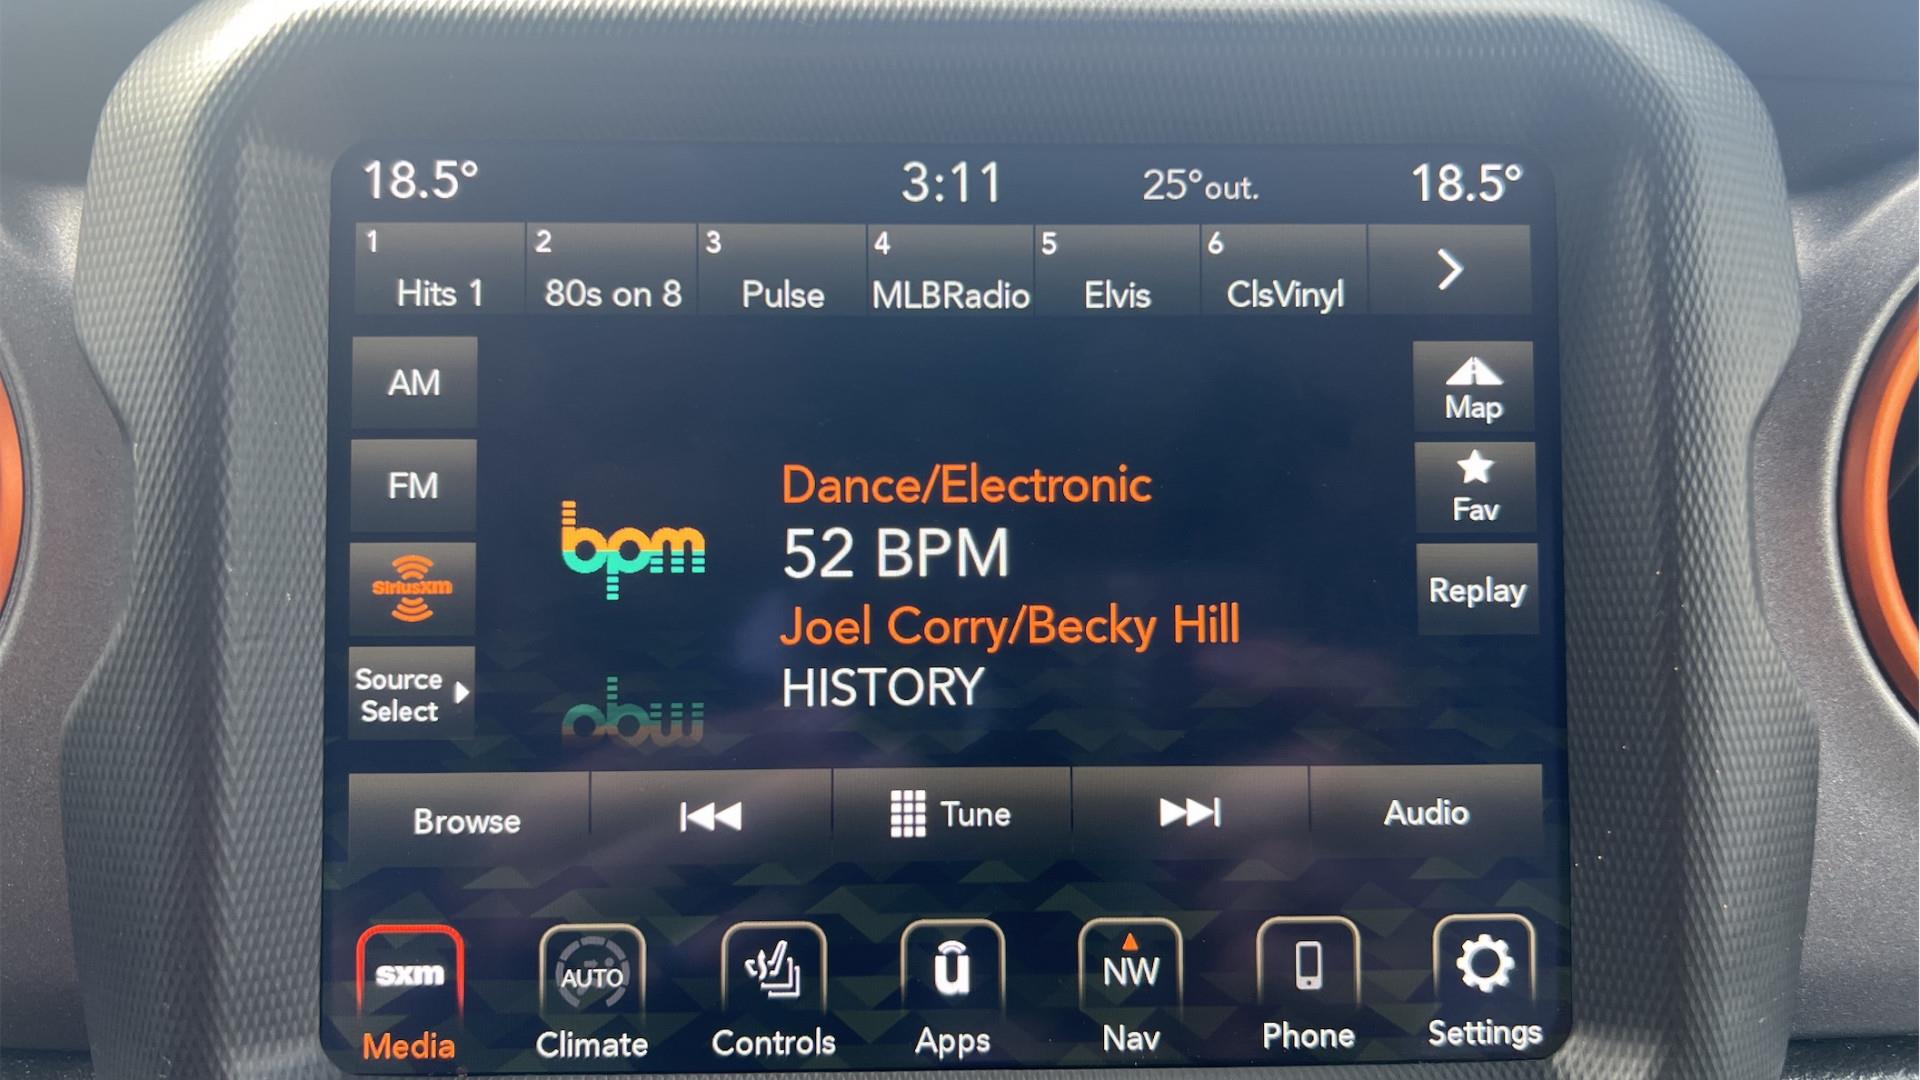 18.5° 3:11 25°out. 18.5°
1 2 3 4 5 6
Hits 1 80s on 8 Pulse MLBRadio Elvis ClsVinyl
AM
Map
FM
Fav
Dance/Electronic
bpm
52 BPM
SiriusXM
Replay
Joel Corry/Becky Hill
HISTORY
Source
Select
Browse Tune Audio
sxm AUTO u NW
Media Climate Controls Apps Nav Phone Settings